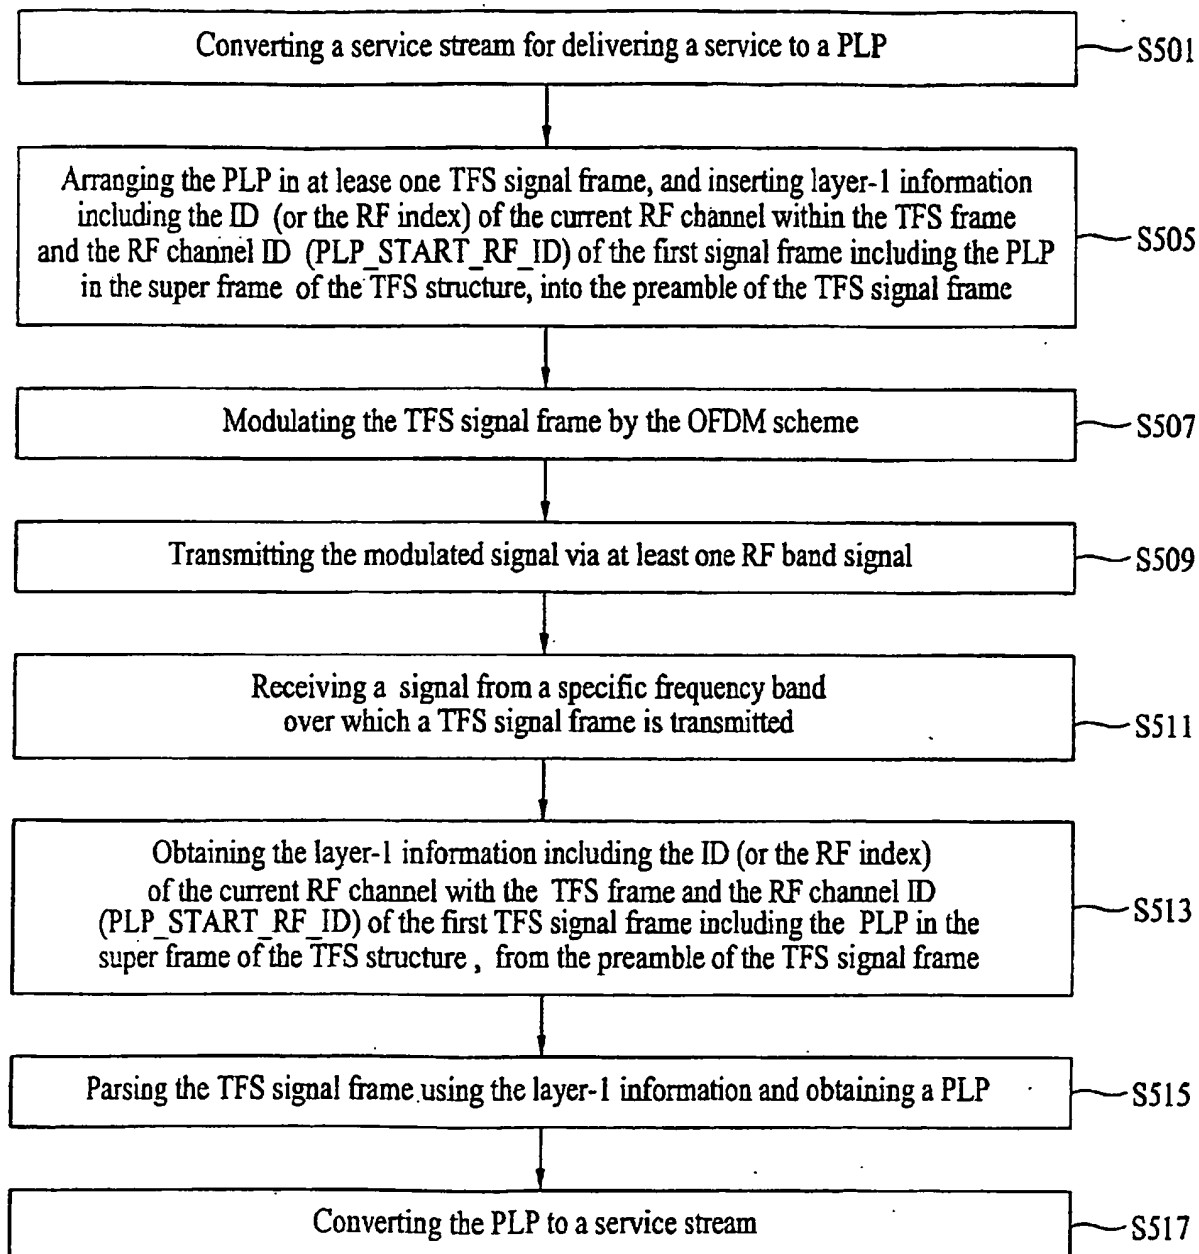 Converting a service stream for delivering a service to a PLP
S501
Arranging the PLP in at lease one TFS signal frame, and inserting layer-1 information
including the ID (or the RF index) of the current RF channel within the TFS frame
and the RF channel ID (PLP_START_RF_ID) of the first signal frame including the PLP
in the super frame of the TFS structure, into the preamble of the TFS signal frame
S505
Modulating the TFS signal frame by the OFDM scheme
S507
Transmitting the modulated signal via at least one RF band signal
S509
Receiving a signal from a specific frequency band
over which a TFS signal frame is transmitted
S511
Obtaining the layer-1 information including the ID (or the RF index)
of the current RF channel with the TFS frame and the RF channel ID
(PLP_START_RF_ID) of the first TFS signal frame including the PLP in the
super frame of the TFS structure , from the preamble of the TFS signal frame
S513
Parsing the TFS signal frame using the layer-1 information and obtaining a PLP
S515
Converting the PLP to a service stream
S517